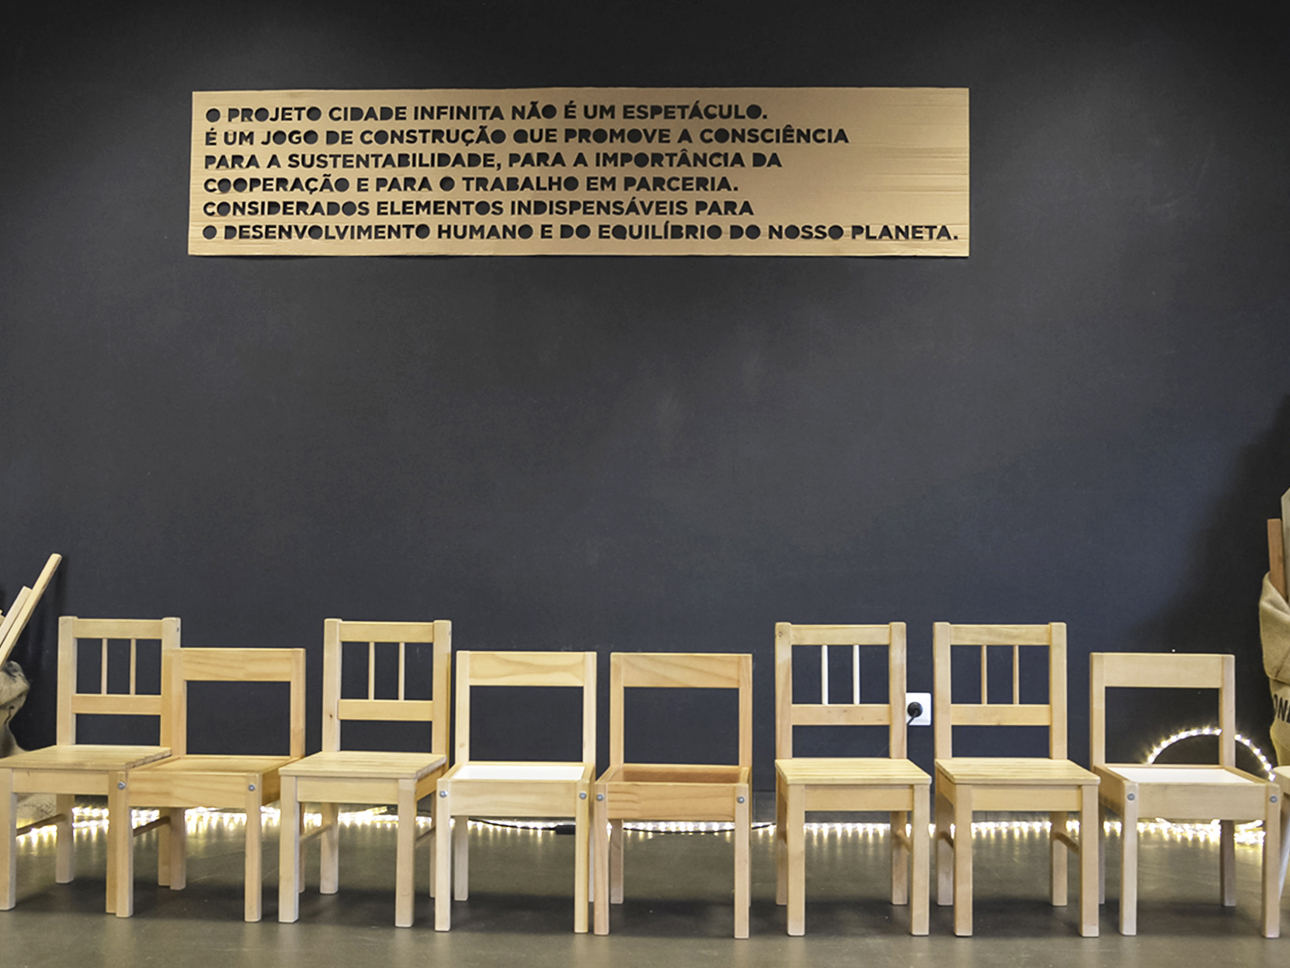 O PROJETO CIDADE INFINITA NÃO É UM ESPETÁCULO.
É UM JOGO DE CONSTRUÇÃO QUE PROMOVE A CONSCIÊNCIA
PARA A SUSTENTABILIDADE, PARA A IMPORTÂNCIA DA
COOPERAÇÃO E PARA O TRABALHO EM PARCERIA.
CONSIDERADOS ELEMENTOS INDISPENSÁVEIS PARA
O DESENVOLVIMENTO HUMANO E DO EQUILÍBRIO DO NOSSO PLANETA.